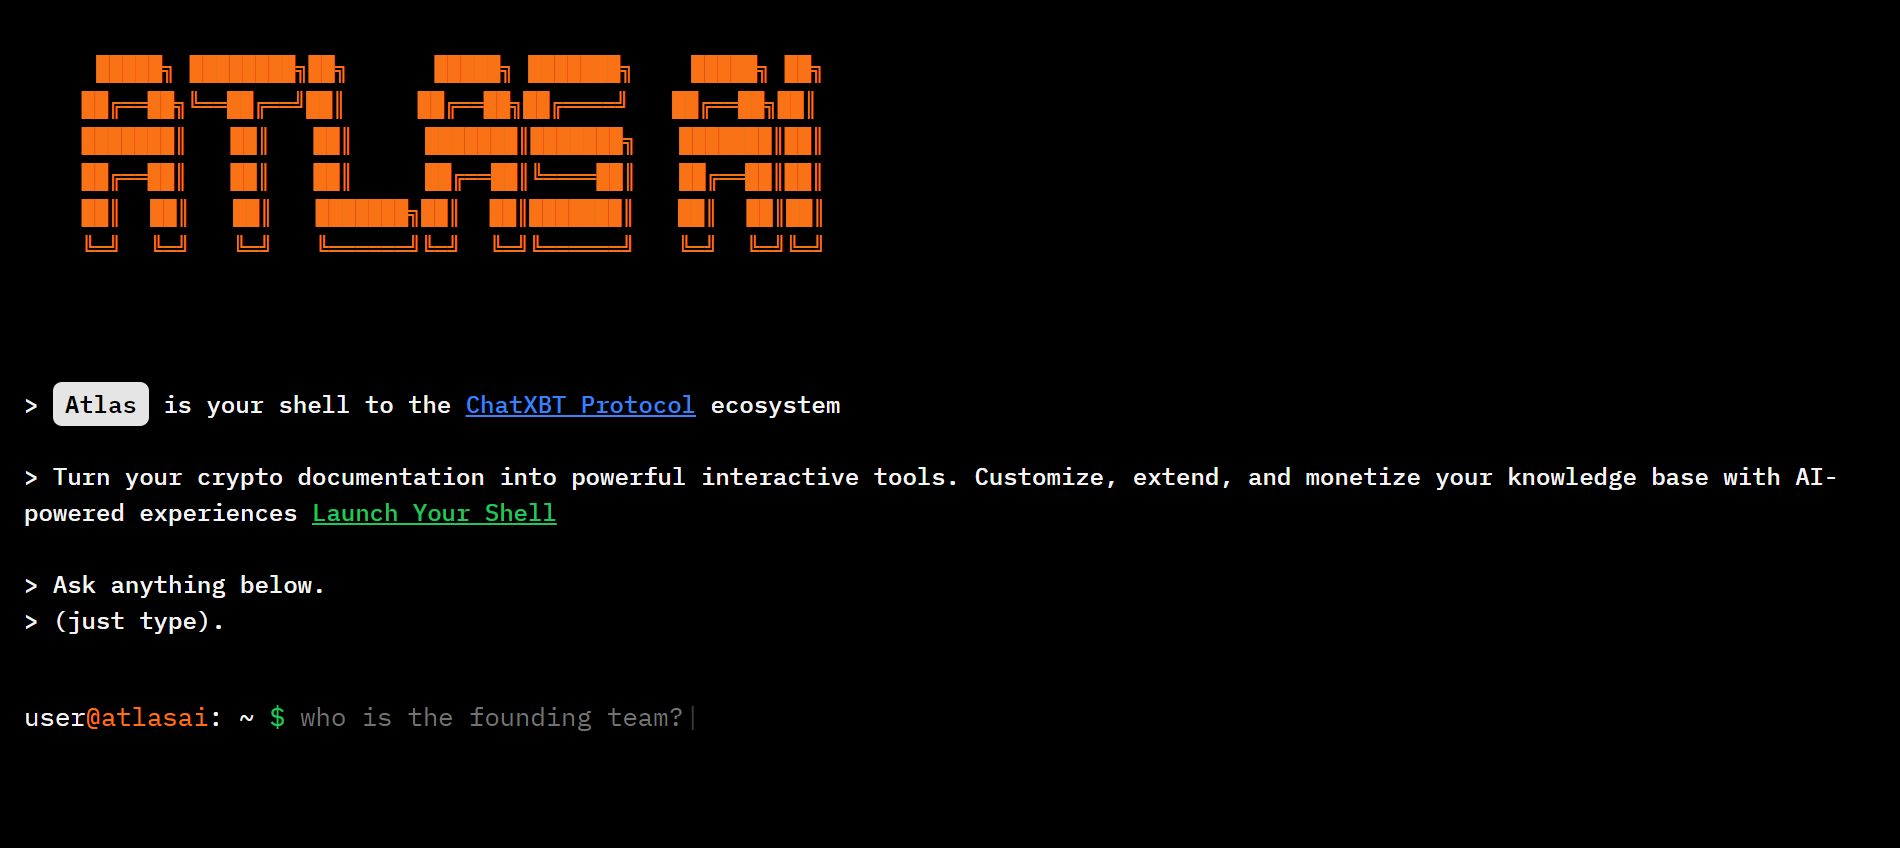 ATLAS AI
> Atlas is your shell to the ChatXBT Protocol ecosystem
> Turn your crypto documentation into powerful interactive tools. Customize, extend, and monetize your knowledge base with AI-
powered experiences Launch Your Shell
> Ask anything below.
> (just type).
user@atlasai: ~ $ who is the founding team?